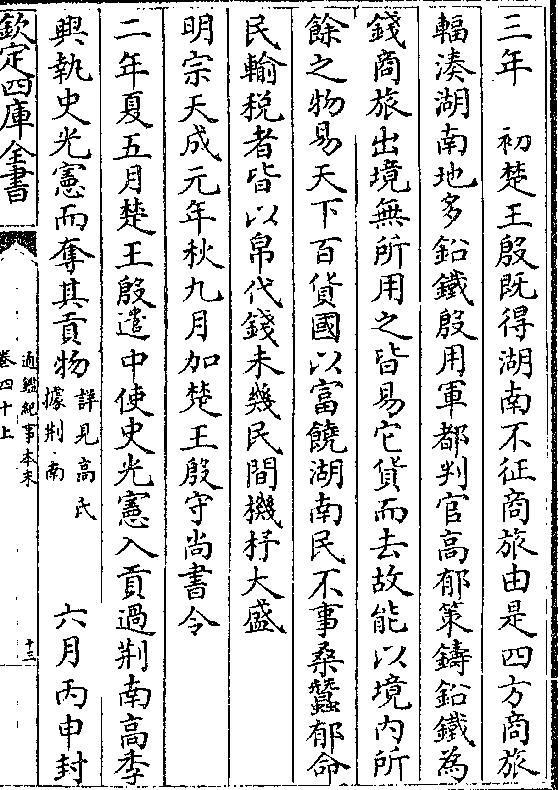 三年　初楚王殷既得湖南不征商旅由是四方商旅
輻湊湖南地多鉛鐵殷用軍都判官高郁策鑄鉛鐵為
錢商旅出境無所用之皆易它貨而去故能以境內所
餘之物易天下百貨國以富饒湖南民不事桑蠶郁命
民輸稅者皆以帛代錢未幾民間機杼大盛
明宗天成元年秋九月加楚王殷守尚書令
二年夏五月楚王殷遣中使史光憲入貢過荆南高季
興執史光憲而奪其貢物詳見高氏據荆南　六月丙申封
欽定四庫全書
通鑑紀事本末
卷四十上
十三